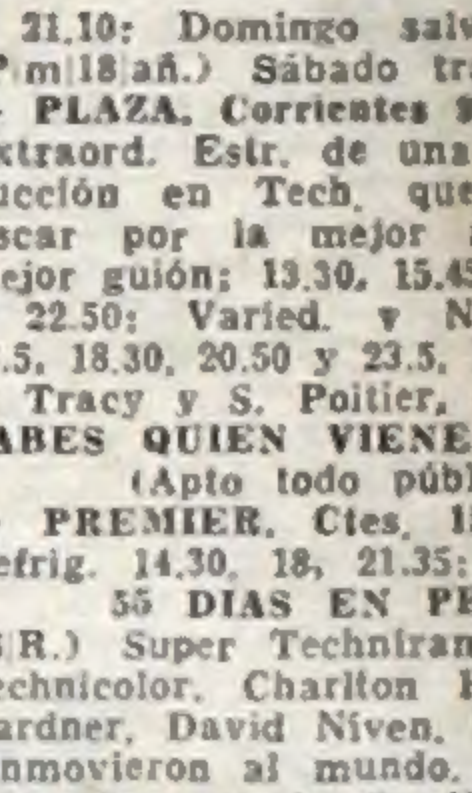 21.10: Domingo salv
m|18|añ.) Sábado tr
PLAZA. Corrientes
xtraord. Estr. de una
ucción en Tech. que
scar por la mejor
ejor guión; 13.30, 15.45
22.50: Varied. y N
.5, 18.30, 20.50 y 23.5.
Tracy y S. Poitier,
ABES QUIEN VIENE
(Apto todo púb
PREMIER. Ctes. 1
efrig. 14.30, 18, 21.35:
55 DIAS EN PE
R.) Super Techniram
echnicolor. Charlton H
ardner, David Niven.
nmovieron al mundo.